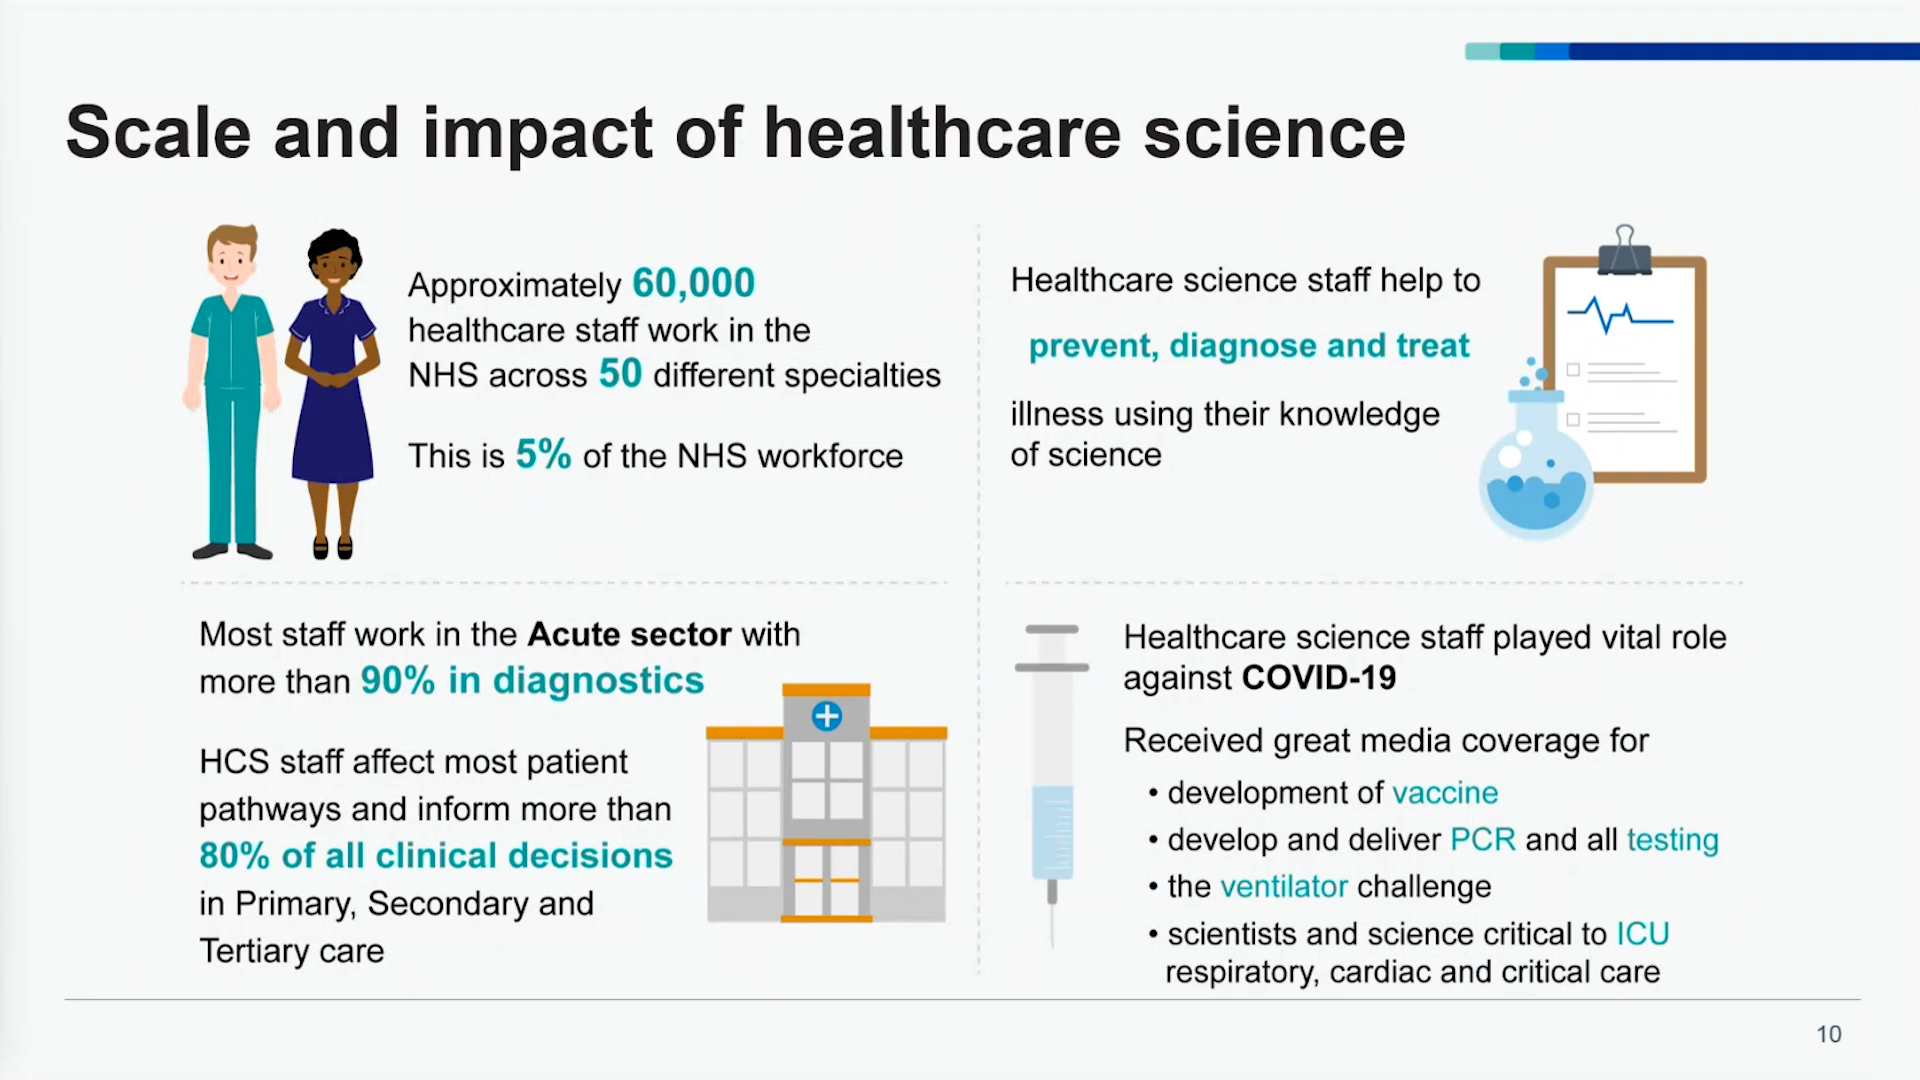 Scale and impact of healthcare science
Approximately 60,000
healthcare staff work in the
NHS across 50 different specialties
This is 5% of the NHS workforce
Healthcare science staff help to
prevent, diagnose and treat
illness using their knowledge
of science
Most staff work in the Acute sector with
more than 90% in diagnostics
HCS staff affect most patient
pathways and inform more than
80% of all clinical decisions
in Primary, Secondary and
Tertiary care
Healthcare science staff played vital role
against COVID-19
Received great media coverage for
• development of vaccine
• develop and deliver PCR and all testing
• the ventilator challenge
• scientists and science critical to ICU
respiratory, cardiac and critical care
10